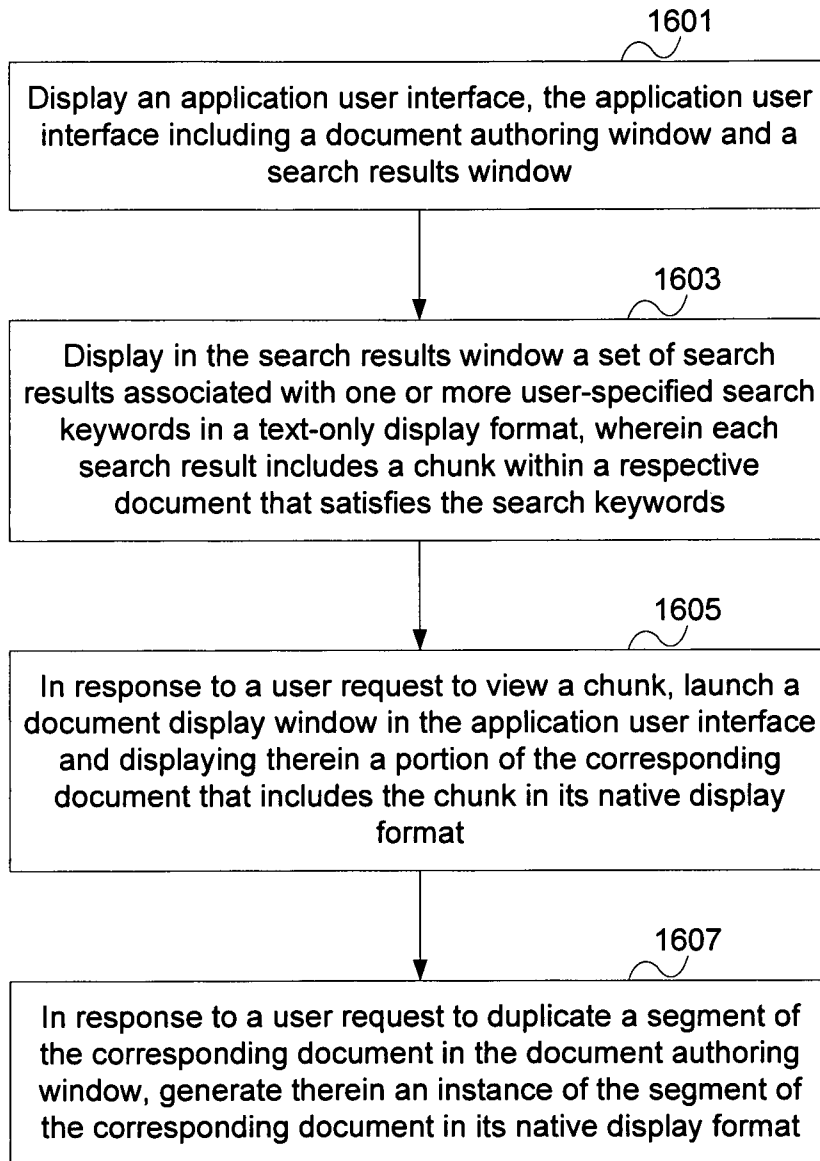 1601
Display an application user interface, the application user
interface including a document authoring window and a
search results window
1603
Display in the search results window a set of search
results associated with one or more user-specified search
keywords in a text-only display format, wherein each
search result includes a chunk within a respective
document that satisfies the search keywords
1605
In response to a user request to view a chunk, launch a
document display window in the application user interface
and displaying therein a portion of the corresponding
document that includes the chunk in its native display
format
1607
In response to a user request to duplicate a segment of
the corresponding document in the document authoring
window, generate therein an instance of the segment of
the corresponding document in its native display format